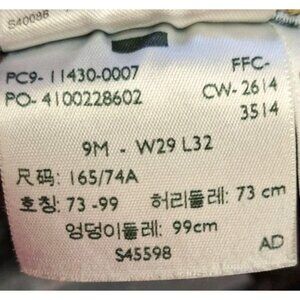 S40098
PC9- 11430-0007 FFC-
PO- 4100228602 CW- 2614
3514
9M - W29 L32
尺码: 165/74A
호칭: 73 -99 허리둘레: 73 cm
엉덩이둘레: 99cm
S45598 AD